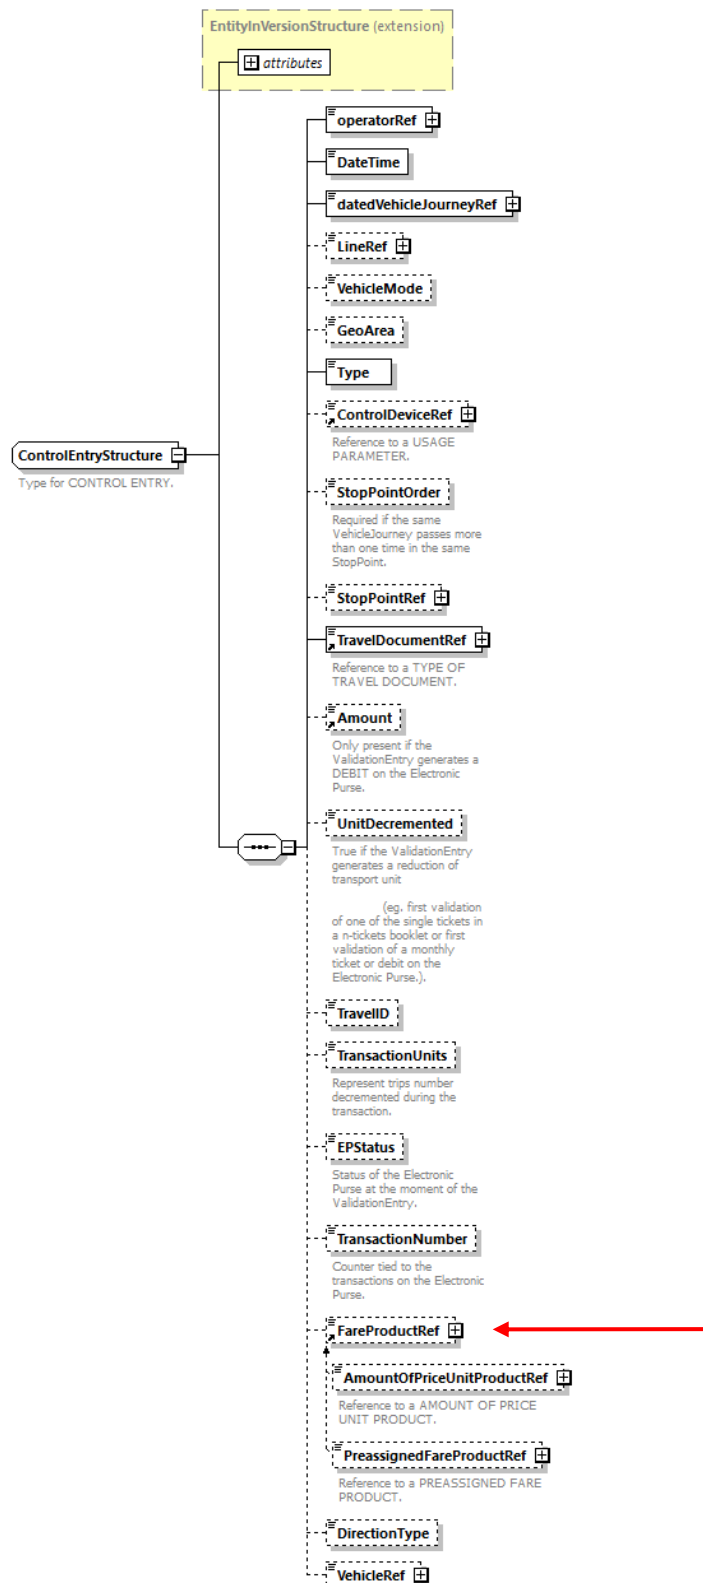 EntityInVersionStructure (extension)
attributes
operatorRef
DateTime
datedVehicleJourneyRef
LineRef
VehicleMode
GeoArea
Type
ControlDeviceRef
Reference to a USAGE
PARAMETER.
ControlEntryStructure
Type for CONTROL ENTRY.
StopPointOrder
Required if the same
VehicleJourney passes more
than one time in the same
StopPoint.
StopPointRef
TravelDocumentRef
Reference to a TYPE OF
TRAVEL DOCUMENT.
Amount
Only present if the
ValidationEntry generates a
DEBIT on the Electronic
Purse.
UnitDecremented
True if the ValidationEntry
generates a reduction of
transport unit
(eg. first validation
of one of the single tickets in
a n-tickets booklet or first
validation of a monthly
ticket or debit on the
Electronic Purse.).
TravelID
TransactionUnits
Represent trips number
decremented during the
transaction.
EPStatus
Status of the Electronic
Purse at the moment of the
ValidationEntry.
TransactionNumber
Counter tied to the
transactions on the Electronic
Purse.
FareProductRef
AmountOfPriceUnitProductRef
Reference to a AMOUNT OF PRICE
UNIT PRODUCT.
PreassignedFareProductRef
Reference to a PREASSIGNED FARE
PRODUCT.
DirectionType
VehicleRef